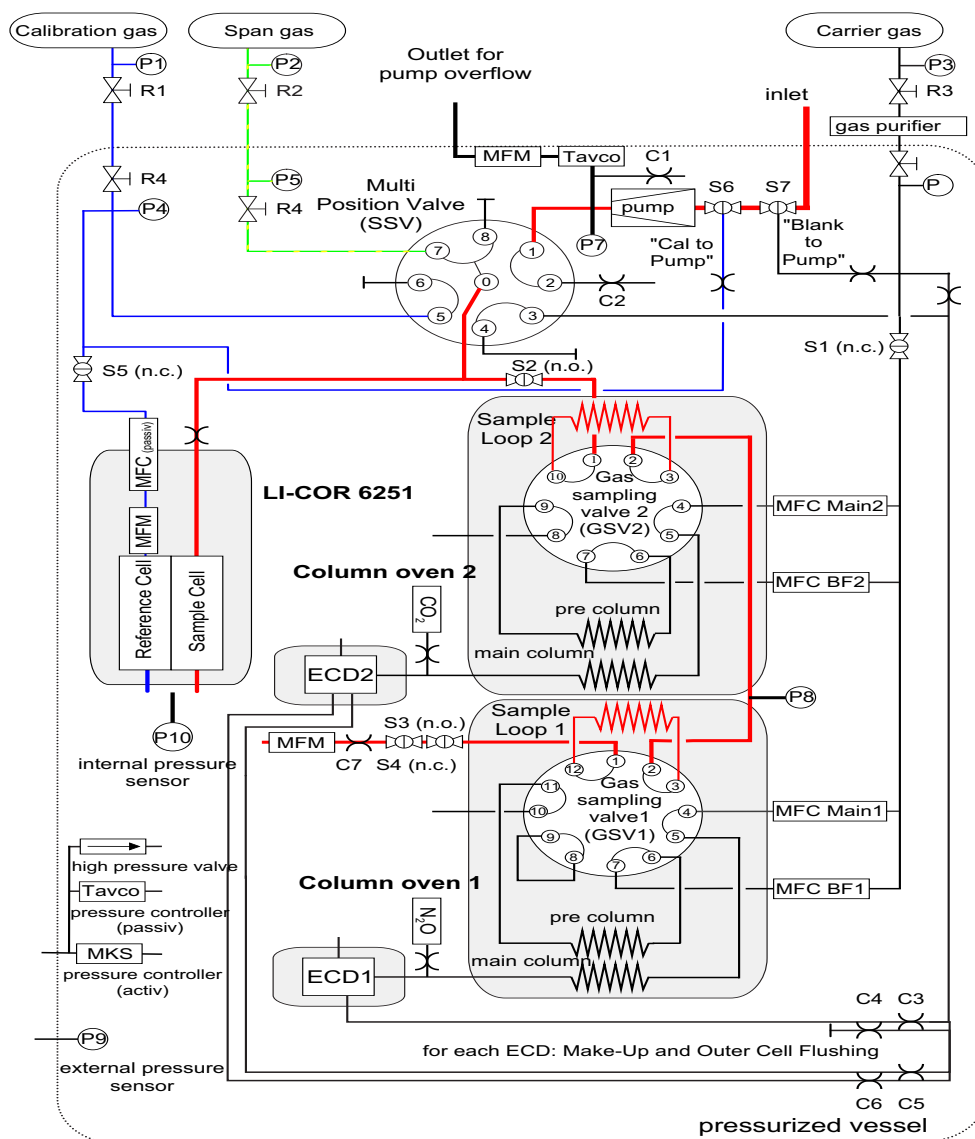 Calibration gas
Span gas
Carrier gas
P1
P2
P3
R1
R2
R3
Outlet for
pump overflow
inlet
gas purifier
MFM
Tavco
C1
R4
P5
P4
R4
P
Multi
Position Valve
(SSV)
pump
S6
S7
P7
"Cal to
Pump"
"Blank
to
Pump"
8
7
1
6
0
2
5
4
3
C2
S1 (n.c.)
S5 (n.c.)
S2 (n.o.)
Sample
Loop 2
MFC (passiv)
MFM
LI-COR 6251
Reference Cell
Sample Cell
10
1
2
3
9
4
8
5
7
6
Gas
sampling
valve 2
(GSV2)
MFC Main2
MFC BF2
Column oven 2
CO2
pre column
main column
ECD2
P8
P10
internal pressure
sensor
Sample
Loop 1
S3 (n.o.)
MFM
C7
S4 (n.c.)
12
1
2
3
11
10
4
9
5
8
7
6
Gas
sampling
valve1
(GSV1)
MFC Main1
MFC BF1
high pressure valve
Tavco
pressure controller
(passiv)
MKS
pressure controller
(activ)
Column oven 1
N2O
pre column
main column
ECD1
P9
external pressure
sensor
C4
C3
for each ECD: Make-Up and Outer Cell Flushing
C6
C5
pressurized vessel